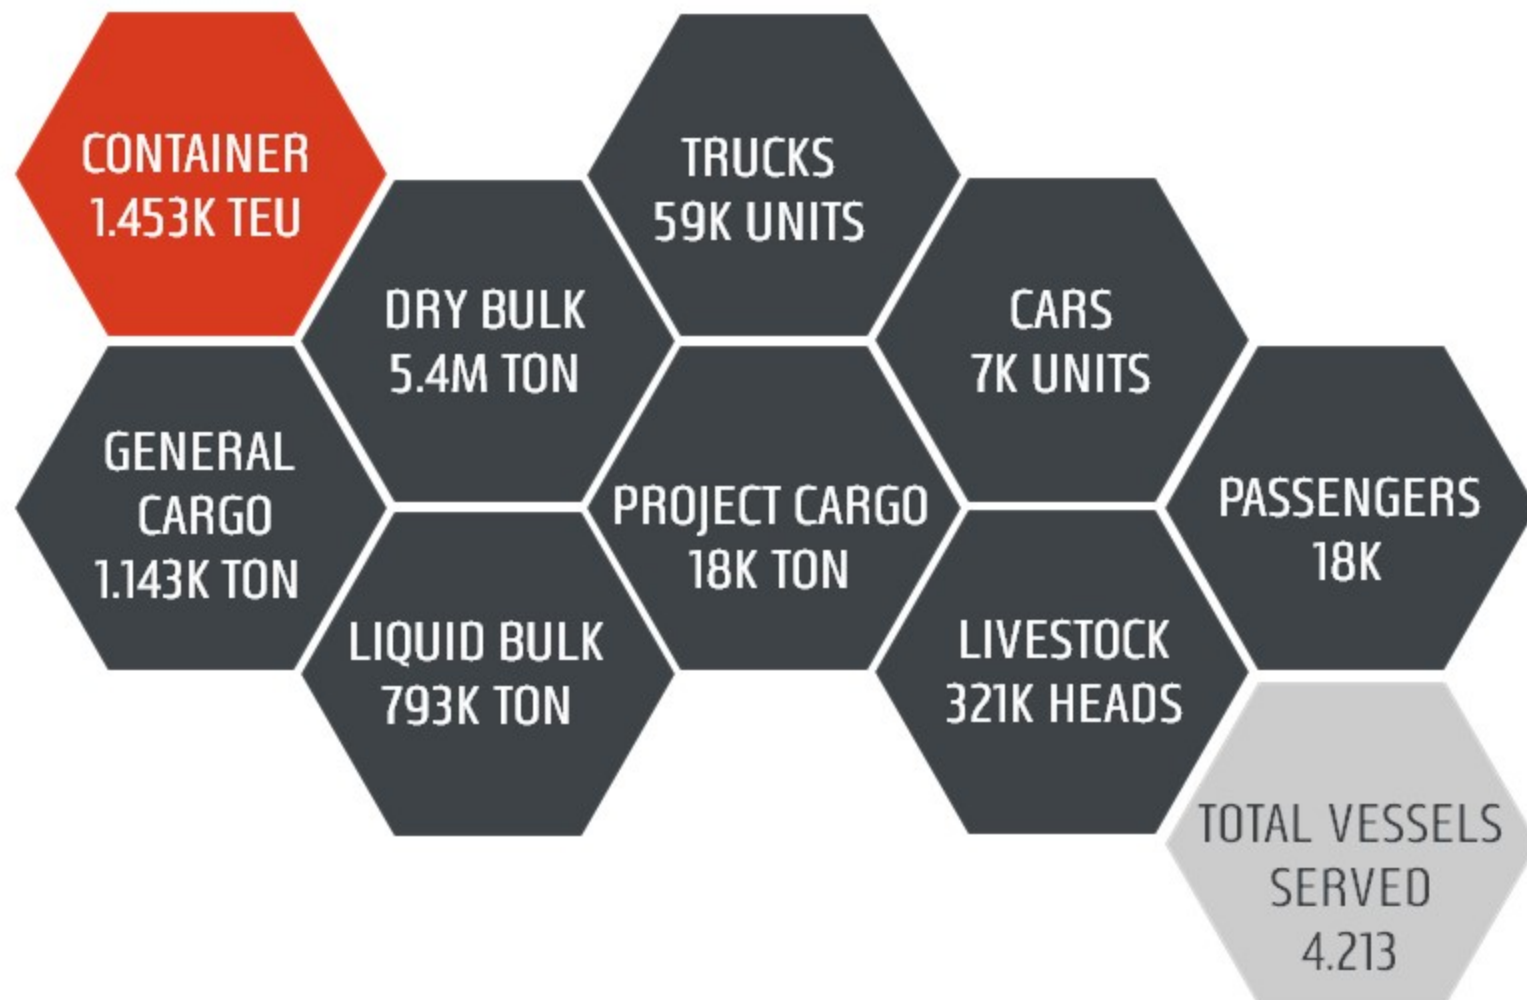 CONTAINER
1.453K TEU
TRUCKS
59K UNITS
DRY BULK
5.4M TON
CARS
7K UNITS
GENERAL
CARGO
1.143K TON
PROJECT CARGO
18K TON
PASSENGERS
18K
LIQUID BULK
793K TON
LIVESTOCK
321K HEADS
TOTAL VESSELS
SERVED
4.213